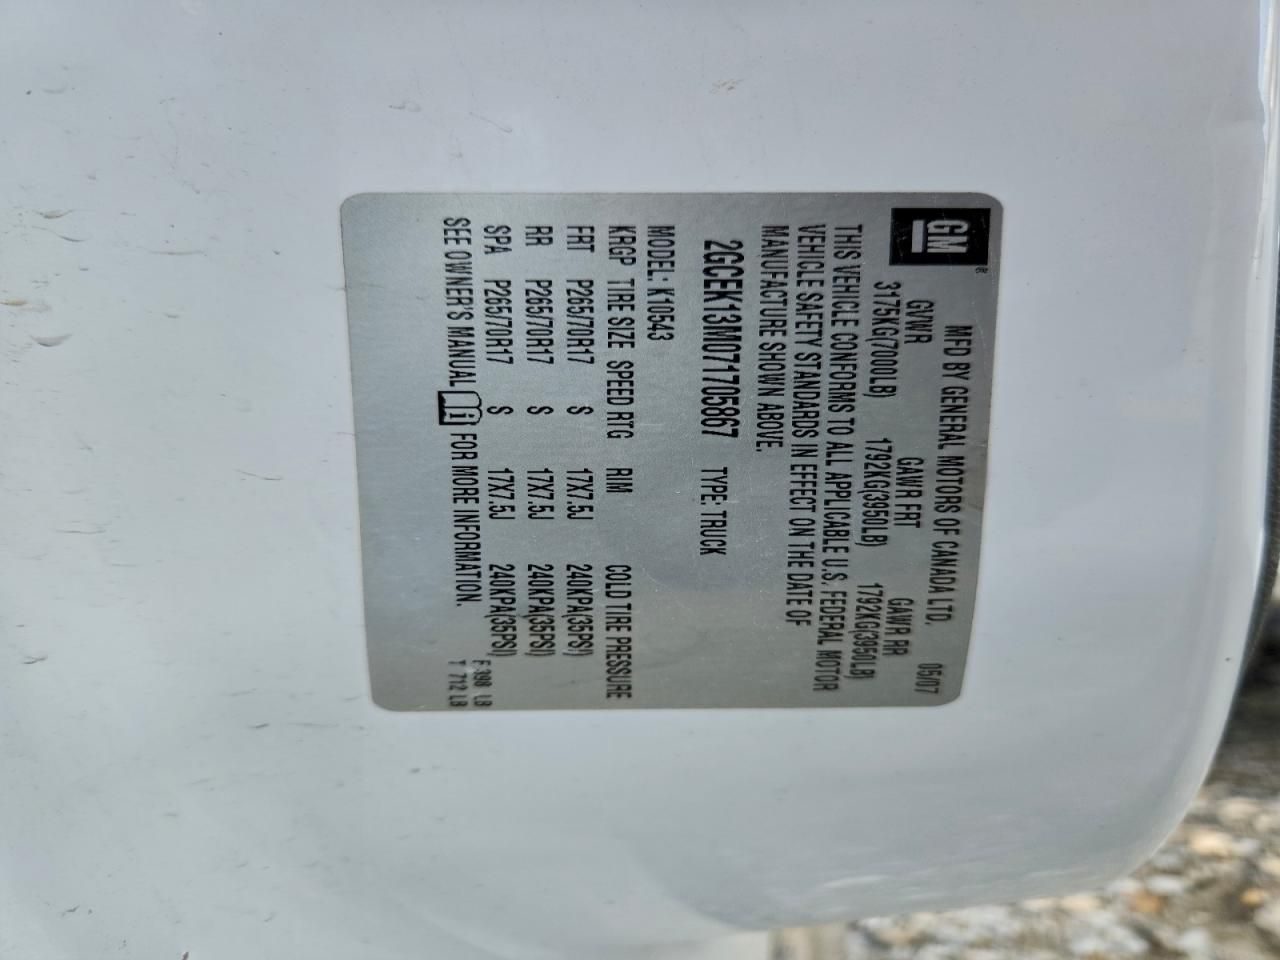 GM
MFD BY GENERAL MOTORS OF CANADA LTD. 05/07
GVWR GAWR FRT GAWR RR
3175KG(7000LB) 1792KG(3950LB) 1792KG(3950LB)
THIS VEHICLE CONFORMS TO ALL APPLICABLE U.S. FEDERAL MOTOR
VEHICLE SAFETY STANDARDS IN EFFECT ON THE DATE OF
MANUFACTURE SHOWN ABOVE.
2GCEK13M071705867 TYPE: TRUCK
MODEL: K10543
KRGP TIRE SIZE SPEED RTG RIM COLD TIRE PRESSURE
FRT P265/70R17 S 17X7.5J 240KPA(35PSI)
RR P265/70R17 S 17X7.5J 240KPA(35PSI)
SPA P265/70R17 S 17X7.5J 240KPA(35PSI)
SEE OWNER'S MANUAL FOR MORE INFORMATION.
F 398 LB
T 712 LB